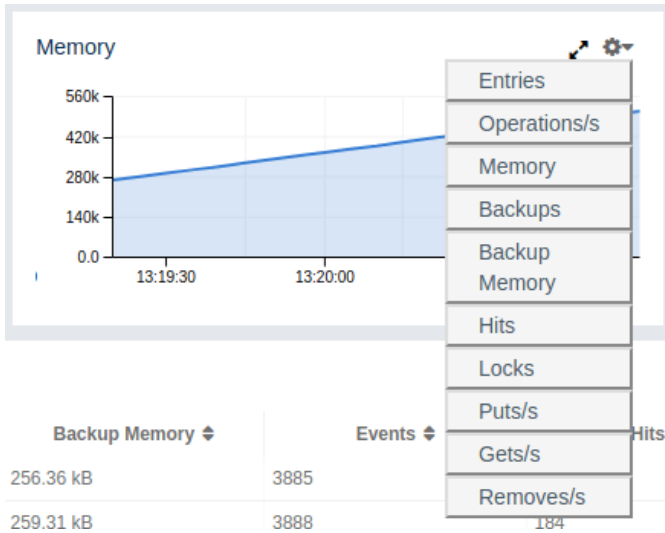 Memory
560k
420k
280k
140k
0.0
13:19:30
13:20:00
Entries
Operations/s
Memory
Backups
Backup
Memory
Hits
Locks
Puts/s
Gets/s
Removes/s
Backup Memory Events Hits
256.36 kB 3885
259.31 kB 3888 184